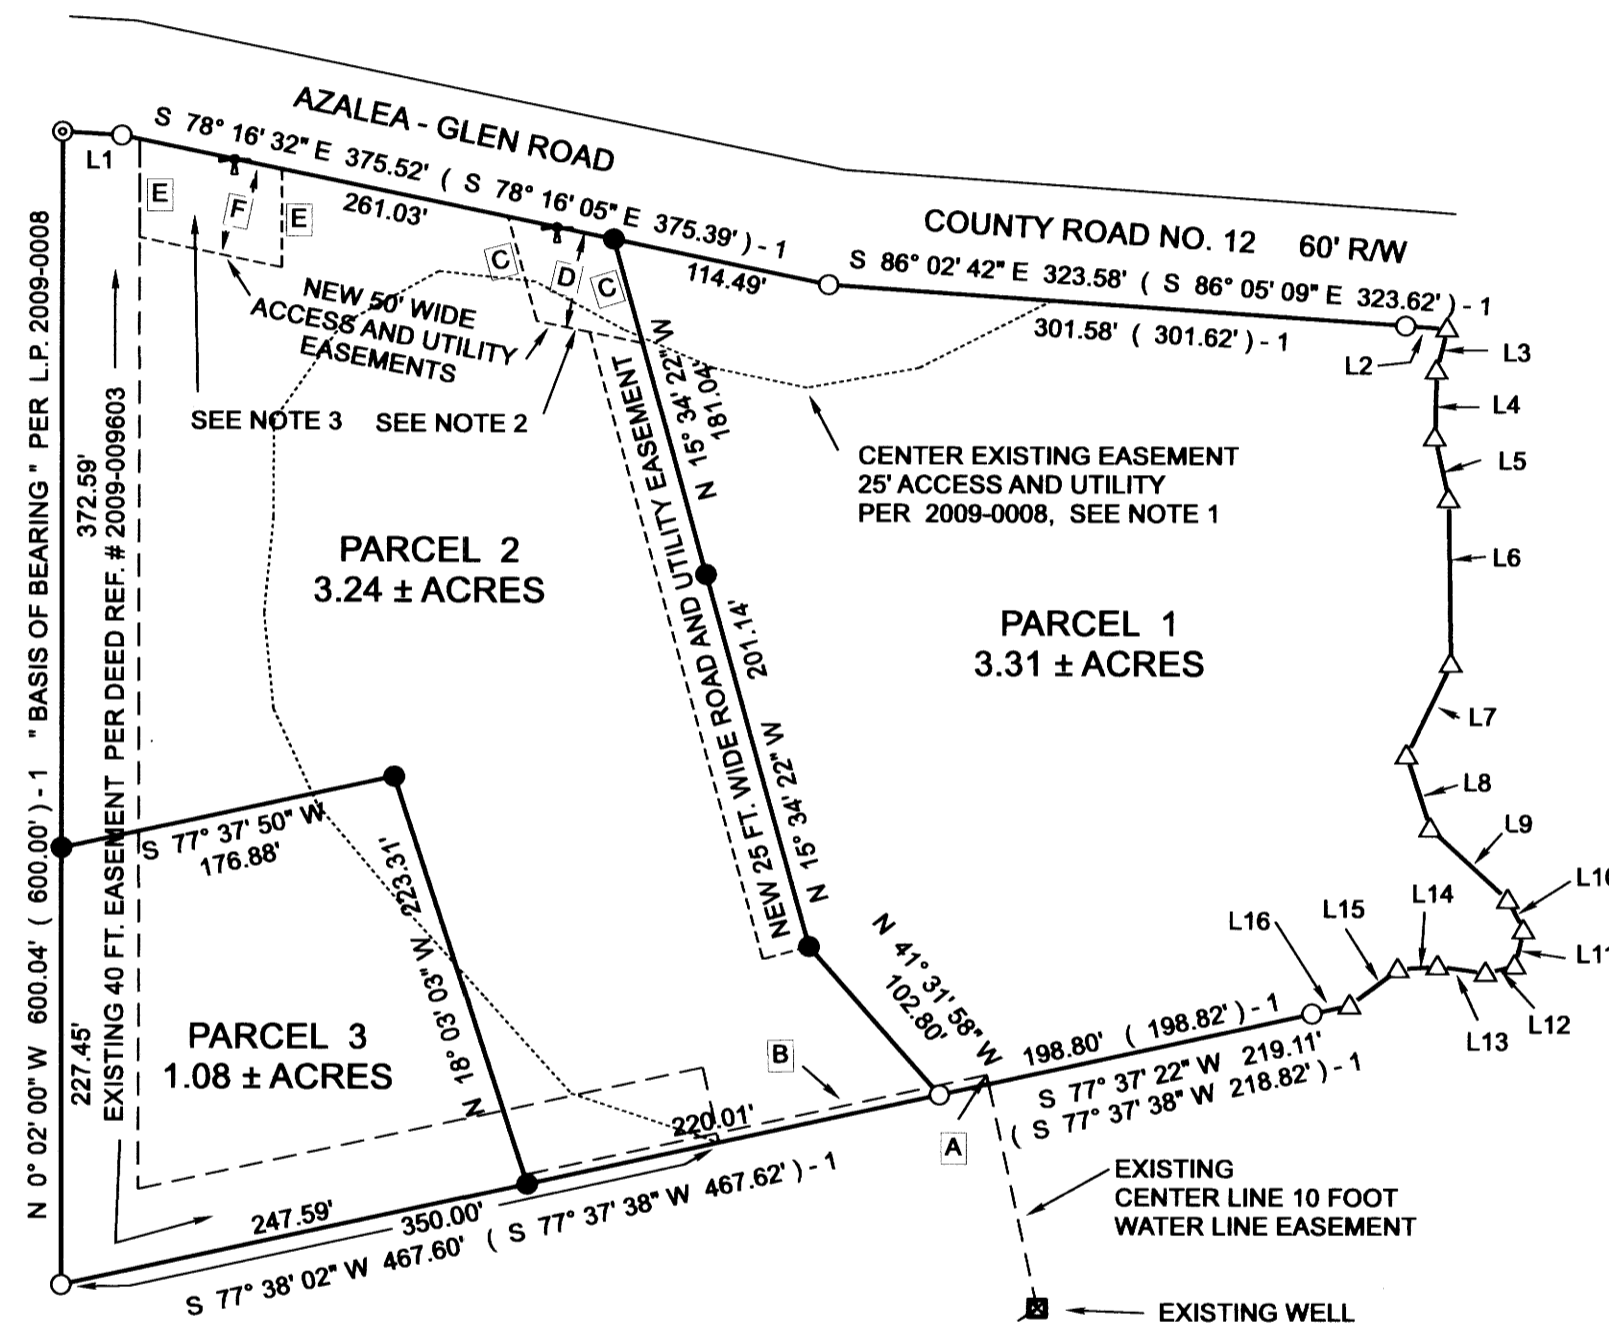 AZALEA - GLEN ROAD
S 78° 16' 32" E 375.52' ( S 78° 16' 05" E 375.39' ) - 1
261.03'
114.49'
COUNTY ROAD NO. 12 60' R/W
S 86° 02' 42" E 323.58' ( S 86° 05' 09" E 323.62' ) - 1
301.58' ( 301.62' ) - 1
L1
E
F
E
C
D
C
L2
L3
L4
L5
L6
L7
L8
L9
L10
L11
L12
L13
L14
L15
L16
NEW 50' WIDE
ACCESS AND UTILITY
EASEMENTS
SEE NOTE 3
SEE NOTE 2
CENTER EXISTING EASEMENT
25' ACCESS AND UTILITY
PER 2009-0008, SEE NOTE 1
N 0° 02' 00" W 600.04' ( 600.00' ) - 1 " BASIS OF BEARING " PER L.P. 2009-0008
372.59'
227.45'
EXISTING 40 FT. EASEMENT PER DEED REF. # 2009-009603
PARCEL 2
3.24 ± ACRES
NEW 25 FT. WIDE ROAD AND UTILITY EASEMENT
N 15° 34' 22" W
181.04'
N 15° 34' 22" W 201.14'
PARCEL 1
3.31 ± ACRES
S 77° 37' 50" W
176.88'
N 18° 03' 03" W 223.31'
PARCEL 3
1.08 ± ACRES
N 41° 31' 58" W
102.80'
B
A
220.01'
198.80' ( 198.82' ) - 1
S 77° 37' 22" W 219.11'
( S 77° 37' 38" W 218.82' ) - 1
247.59'
350.00'
S 77° 38' 02" W 467.60' ( S 77° 37' 38" W 467.62' ) - 1
EXISTING
CENTER LINE 10 FOOT
WATER LINE EASEMENT
EXISTING WELL